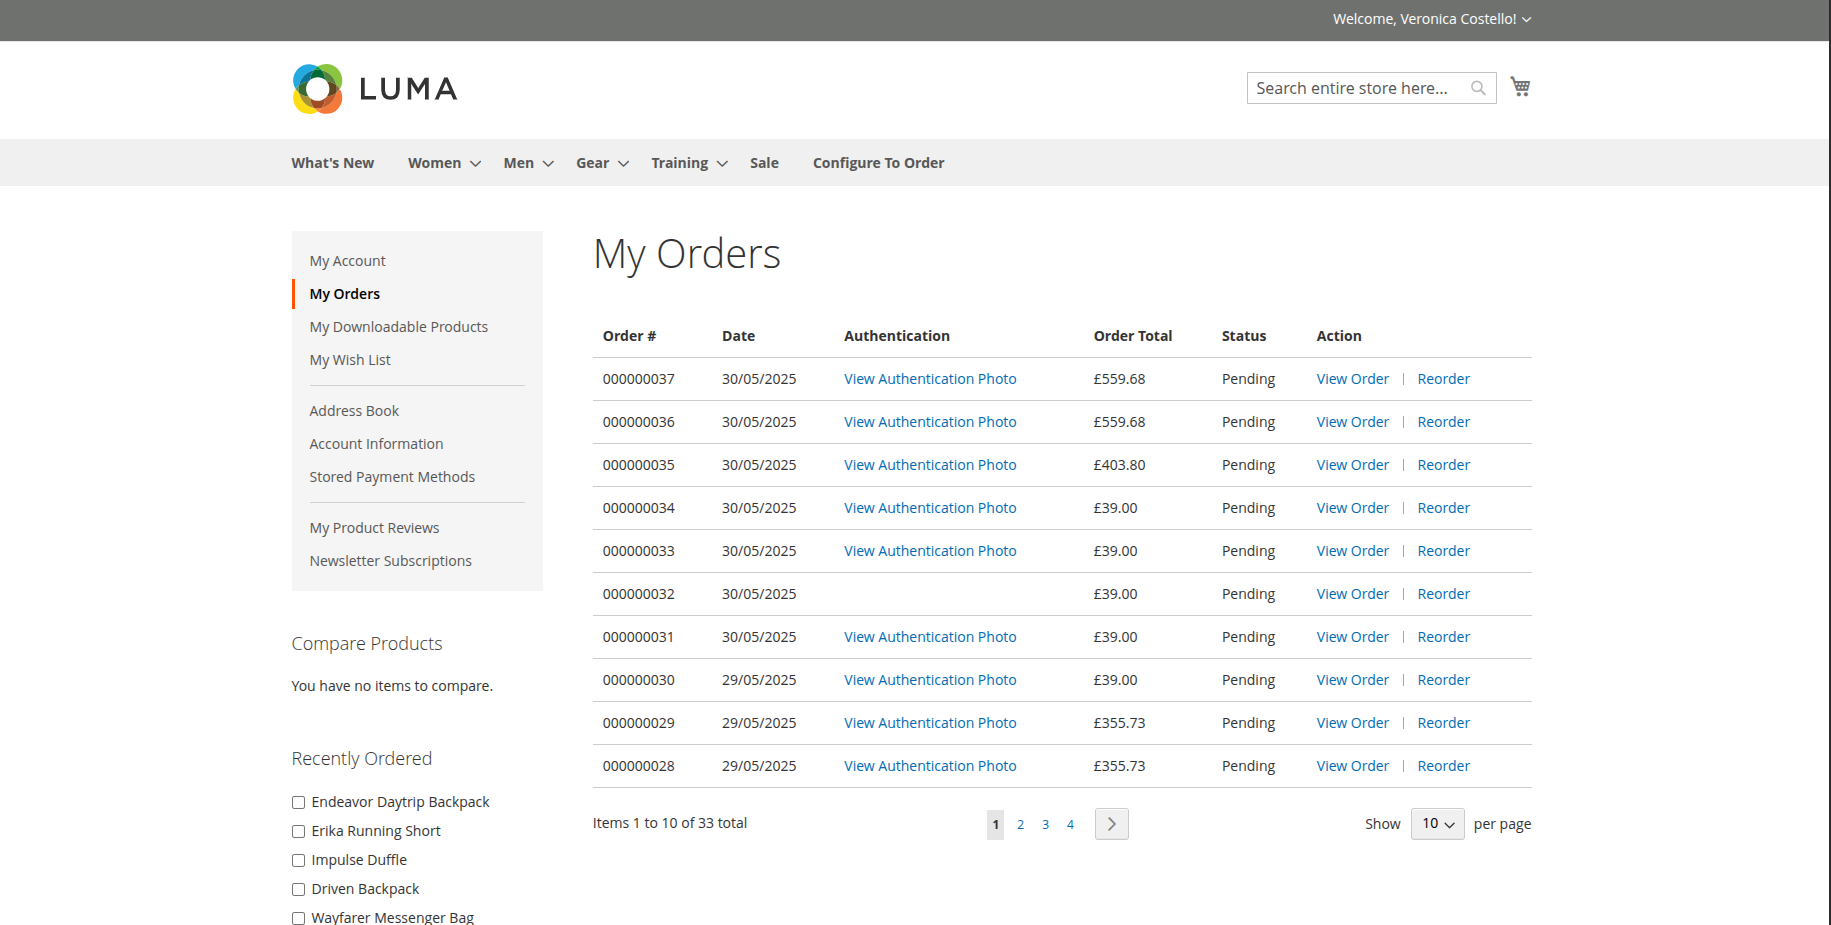 Welcome, Veronica Costello!
LUMA
Search entire store here...
What's New Women Men Gear Training Sale Configure To Order
My Account
My Orders
My Downloadable Products
My Wish List
Address Book
Account Information
Stored Payment Methods
My Product Reviews
Newsletter Subscriptions
Compare Products
You have no items to compare.
Recently Ordered
Endeavor Daytrip Backpack
Erika Running Short
Impulse Duffle
Driven Backpack
Wayfarer Messenger Bag
My Orders
Order # Date Authentication Order Total Status Action
000000037 30/05/2025 View Authentication Photo £559.68 Pending View Order | Reorder
000000036 30/05/2025 View Authentication Photo £559.68 Pending View Order | Reorder
000000035 30/05/2025 View Authentication Photo £403.80 Pending View Order | Reorder
000000034 30/05/2025 View Authentication Photo £39.00 Pending View Order | Reorder
000000033 30/05/2025 View Authentication Photo £39.00 Pending View Order | Reorder
000000032 30/05/2025 £39.00 Pending View Order | Reorder
000000031 30/05/2025 View Authentication Photo £39.00 Pending View Order | Reorder
000000030 29/05/2025 View Authentication Photo £39.00 Pending View Order | Reorder
000000029 29/05/2025 View Authentication Photo £355.73 Pending View Order | Reorder
000000028 29/05/2025 View Authentication Photo £355.73 Pending View Order | Reorder
Items 1 to 10 of 33 total 1 2 3 4 Show 10 per page